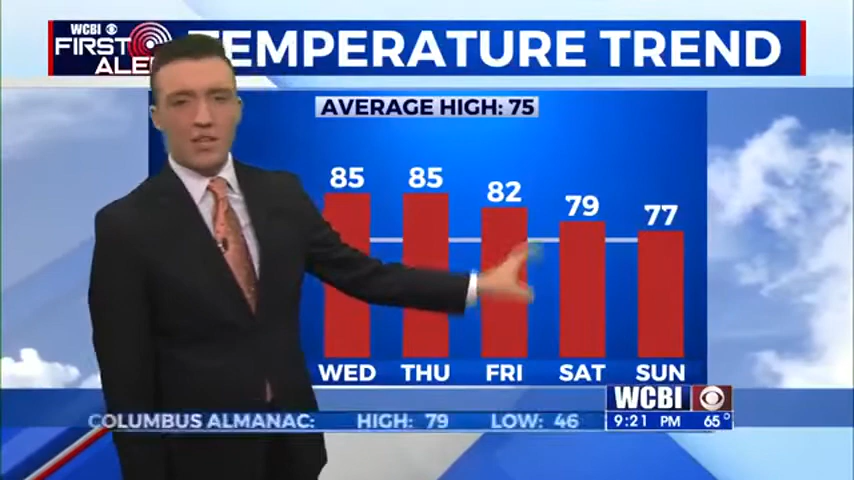 WCBI
FIRST
ALE
TEMPERATURE TREND
AVERAGE HIGH: 75
85 85 82 79 77
WED THU FRI SAT SUN
WCBI
COLUMBUS ALMANAC: HIGH: 79 LOW: 46
9:21 PM 65°